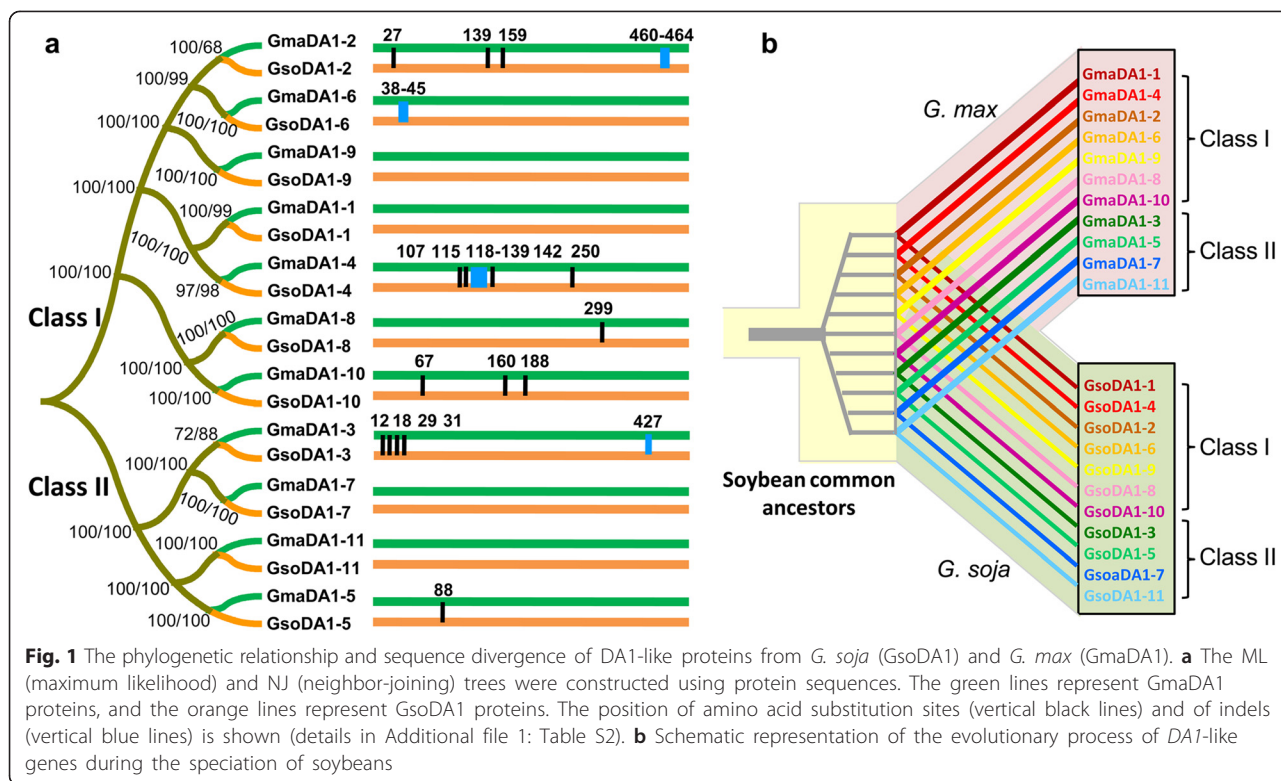 a
100/68
GmaDA1-2
27
139
159
460-464
GsoDA1-2
100/99
38-45
GmaDA1-6
100/100
100/100
GsoDA1-6
GmaDA1-9
100/100
GsoDA1-9
100/100
100/99
GmaDA1-1
GsoDA1-1
100/100
GmaDA1-4
107
115
118-139
142
250
97/98
GsoDA1-4
100/100
Class I
GmaDA1-8
299
100/100
GsoDA1-8
100/100
GmaDA1-10
67
160
188
100/100
GsoDA1-10
72/88
GmaDA1-3
12
18
29
31
427
GsoDA1-3
Class II
100/100
GmaDA1-7
100/100
GsoDA1-7
100/100
GmaDA1-11
100/100
GsoDA1-11
100/100
GmaDA1-5
88
100/100
GsoDA1-5
b
G. max
GmaDA1-1
GmaDA1-4
GmaDA1-2
GmaDA1-6
GmaDA1-9
GmaDA1-8
GmaDA1-10
GmaDA1-3
GmaDA1-5
GmaDA1-7
GmaDA1-11
Class I
Class II
Soybean common
ancestors
G. soja
GsoDA1-1
GsoDA1-4
GsoDA1-2
GsoDA1-6
GsoDA1-9
GsoDA1-8
GsoDA1-10
GsoDA1-3
GsoDA1-5
GsoaDA1-7
GsoDA1-11
Class I
Class II
Fig. 1 The phylogenetic relationship and sequence divergence of DA1-like proteins from G. soja (GsoDA1) and G. max (GmaDA1). a The ML
(maximum likelihood) and NJ (neighbor-joining) trees were constructed using protein sequences. The green lines represent GmaDA1
proteins, and the orange lines represent GsoDA1 proteins. The position of amino acid substitution sites (vertical black lines) and of indels
(vertical blue lines) is shown (details in Additional file 1: Table S2). b Schematic representation of the evolutionary process of DA1-like
genes during the speciation of soybeans